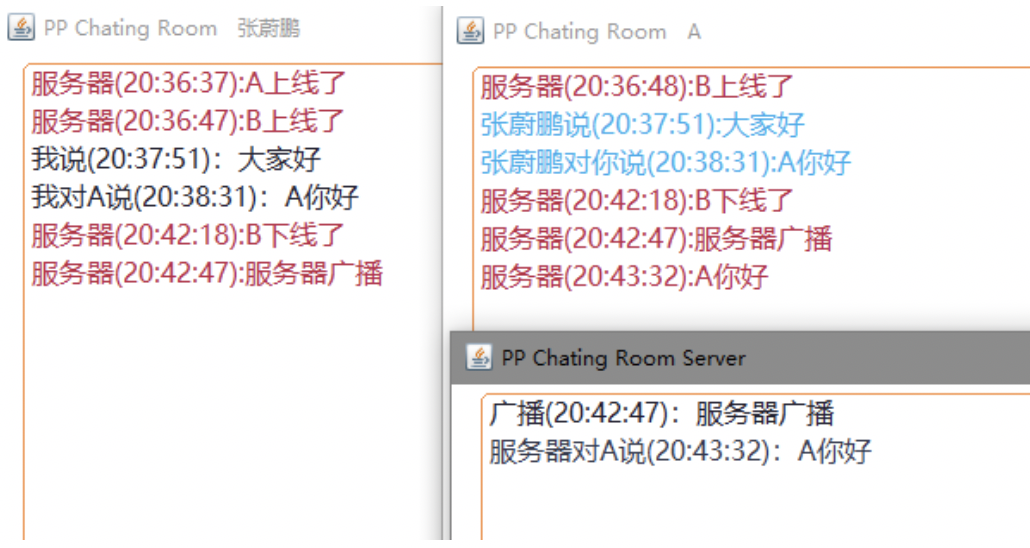 PP Chating Room 张蔚鹏
服务器(20:36:37):A上线了
服务器(20:36:47):B上线了
我说(20:37:51)：大家好
我对A说(20:38:31)：A你好
服务器(20:42:18):B下线了
服务器(20:42:47):服务器广播
PP Chating Room A
服务器(20:36:48):B上线了
张蔚鹏说(20:37:51):大家好
张蔚鹏对你说(20:38:31):A你好
服务器(20:42:18):B下线了
服务器(20:42:47):服务器广播
服务器(20:43:32):A你好
PP Chating Room Server
广播(20:42:47)：服务器广播
服务器对A说(20:43:32)：A你好